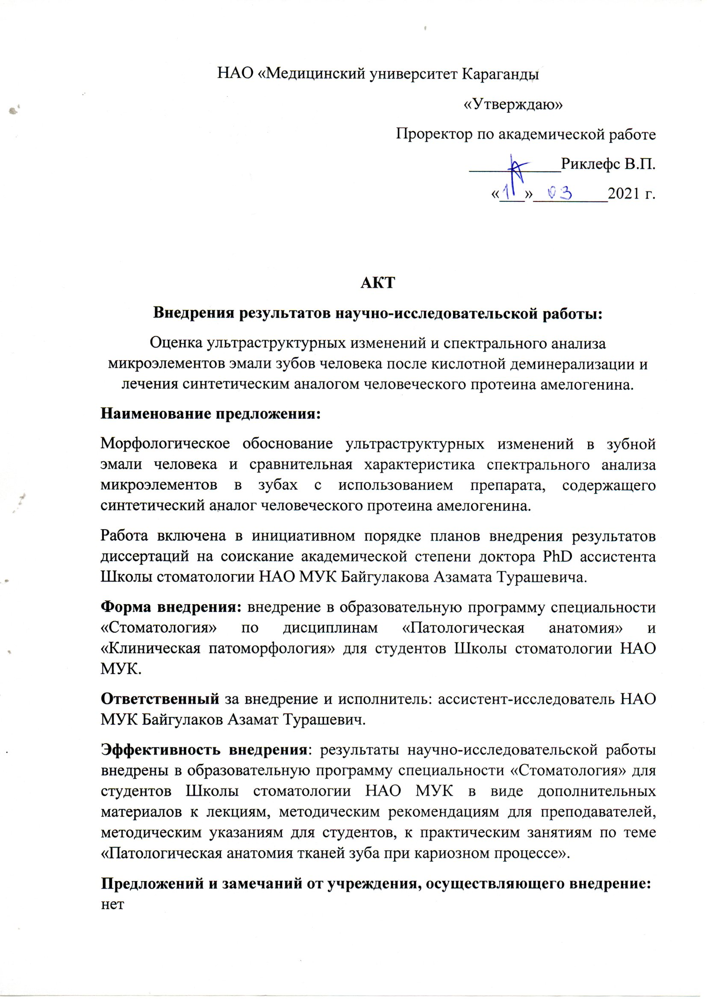 НАО «Медицинский университет Караганды
«Утверждаю»
Проректор по академической работе
____________Риклефс В.П.
«___» 03 2021 г.
АКТ
Внедрения результатов научно-исследовательской работы:
Оценка ультраструктурных изменений и спектрального анализа
микроэлементов эмали зубов человека после кислотной деминерализации и
лечения синтетическим аналогом человеческого протеина амелогенина.
Наименование предложения:
Морфологическое обоснование ультраструктурных изменений в зубной
эмали человека и сравнительная характеристика спектрального анализа
микроэлементов в зубах с использованием препарата, содержащего
синтетический аналог человеческого протеина амелогенина.
Работа включена в инициативном порядке планов внедрения результатов
диссертаций на соискание академической степени доктора PhD ассистента
Школы стоматологии НАО МУК Байгулакова Азамата Турашевича.
Форма внедрения: внедрение в образовательную программу специальности
«Стоматология» по дисциплинам «Патологическая анатомия» и
«Клиническая патоморфология» для студентов Школы стоматологии НАО
МУК.
Ответственный за внедрение и исполнитель: ассистент-исследователь НАО
МУК Байгулаков Азамат Турашевич.
Эффективность внедрения: результаты научно-исследовательской работы
внедрены в образовательную программу специальности «Стоматология» для
студентов Школы стоматологии НАО МУК в виде дополнительных
материалов к лекциям, методическим рекомендациям для преподавателей,
методическим указаниям для студентов, к практическим занятиям по теме
«Патологическая анатомия тканей зуба при кариозном процессе».
Предложений и замечаний от учреждения, осуществляющего внедрение:
нет